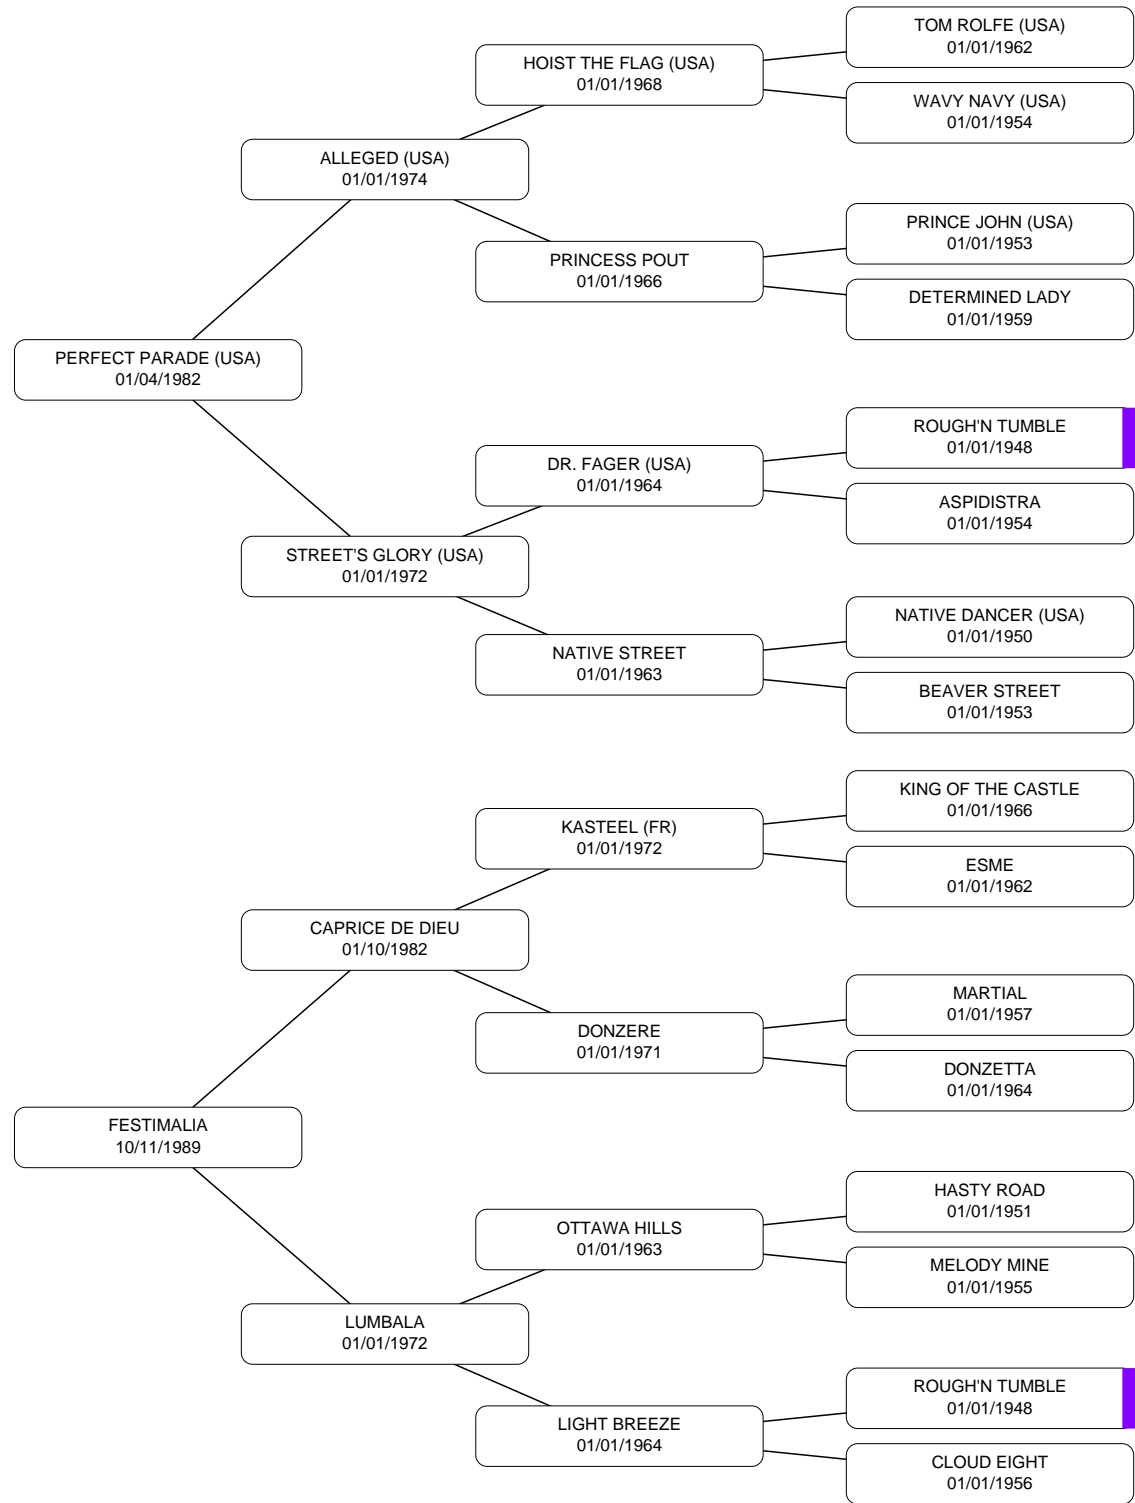 TOM ROLFE (USA)
01/01/1962
HOIST THE FLAG (USA)
01/01/1968
WAVY NAVY (USA)
01/01/1954
ALLEGED (USA)
01/01/1974
PRINCE JOHN (USA)
01/01/1953
PRINCESS POUT
01/01/1966
DETERMINED LADY
01/01/1959
PERFECT PARADE (USA)
01/04/1982
ROUGH'N TUMBLE
01/01/1948
DR. FAGER (USA)
01/01/1964
ASPIDISTRA
01/01/1954
STREET'S GLORY (USA)
01/01/1972
NATIVE DANCER (USA)
01/01/1950
NATIVE STREET
01/01/1963
BEAVER STREET
01/01/1953
KING OF THE CASTLE
01/01/1966
KASTEEL (FR)
01/01/1972
ESME
01/01/1962
CAPRICE DE DIEU
01/10/1982
MARTIAL
01/01/1957
DONZERE
01/01/1971
DONZETTA
01/01/1964
FESTIMALIA
10/11/1989
HASTY ROAD
01/01/1951
OTTAWA HILLS
01/01/1963
MELODY MINE
01/01/1955
LUMBALA
01/01/1972
ROUGH'N TUMBLE
01/01/1948
LIGHT BREEZE
01/01/1964
CLOUD EIGHT
01/01/1956